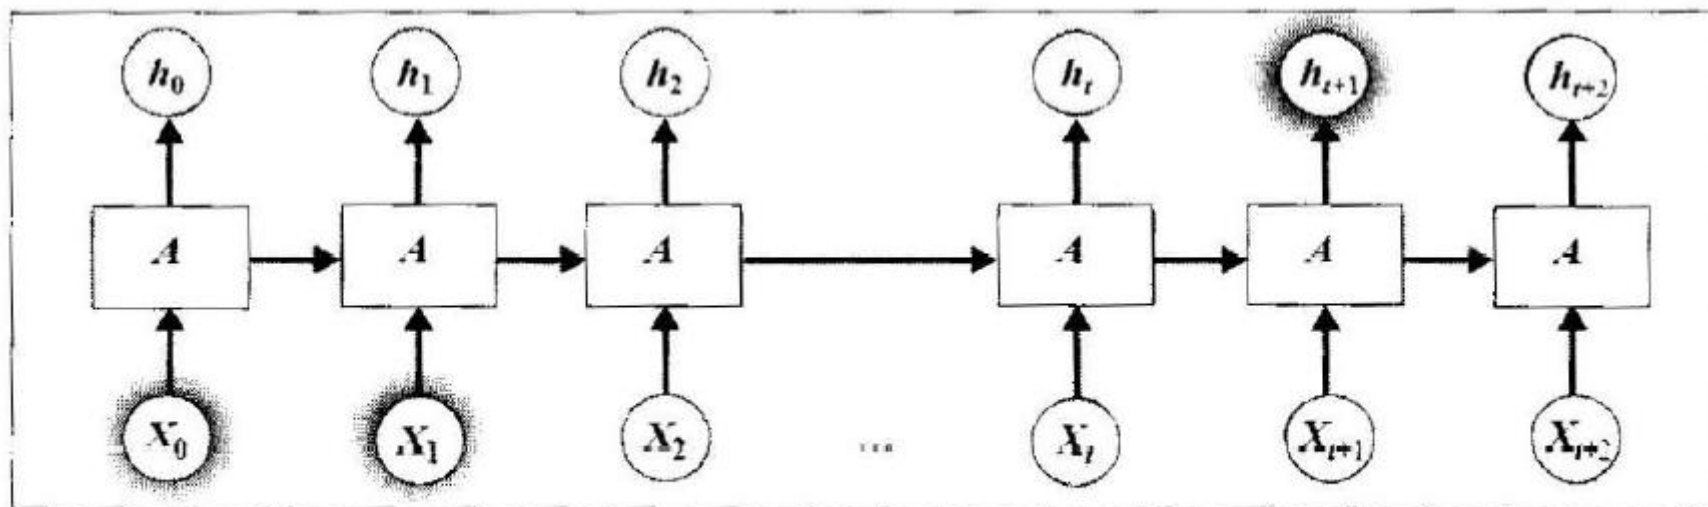 h₀ h₁ h₂ hₜ hₜ₊₁ hₜ₊₂
A A A A A A
X₀ X₁ X₂ ... Xₜ Xₜ₊₁ Xₜ₊₂